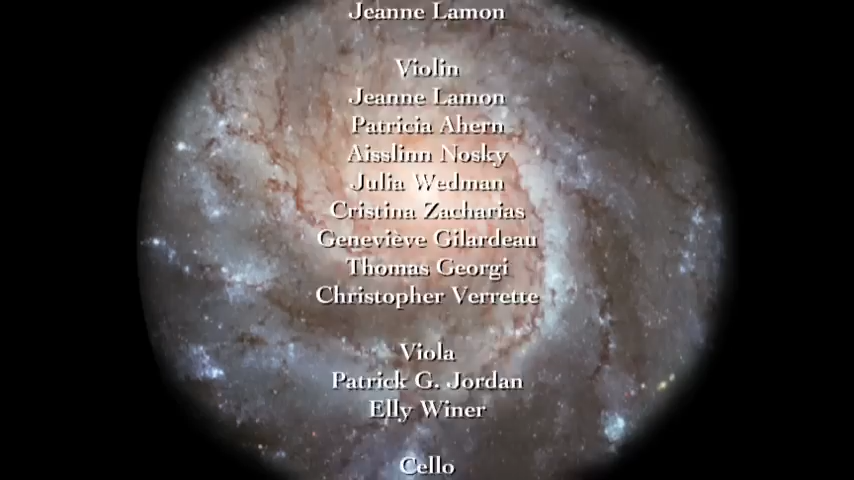 Jeanne Lamon
Violin
Jeanne Lamon
Patricia Ahern
Aisslinn Nosky
Julia Wedman
Cristina Zacharias
Geneviève Gilardeau
Thomas Georgi
Christopher Verrette
Viola
Patrick G. Jordan
Elly Winer
Cello